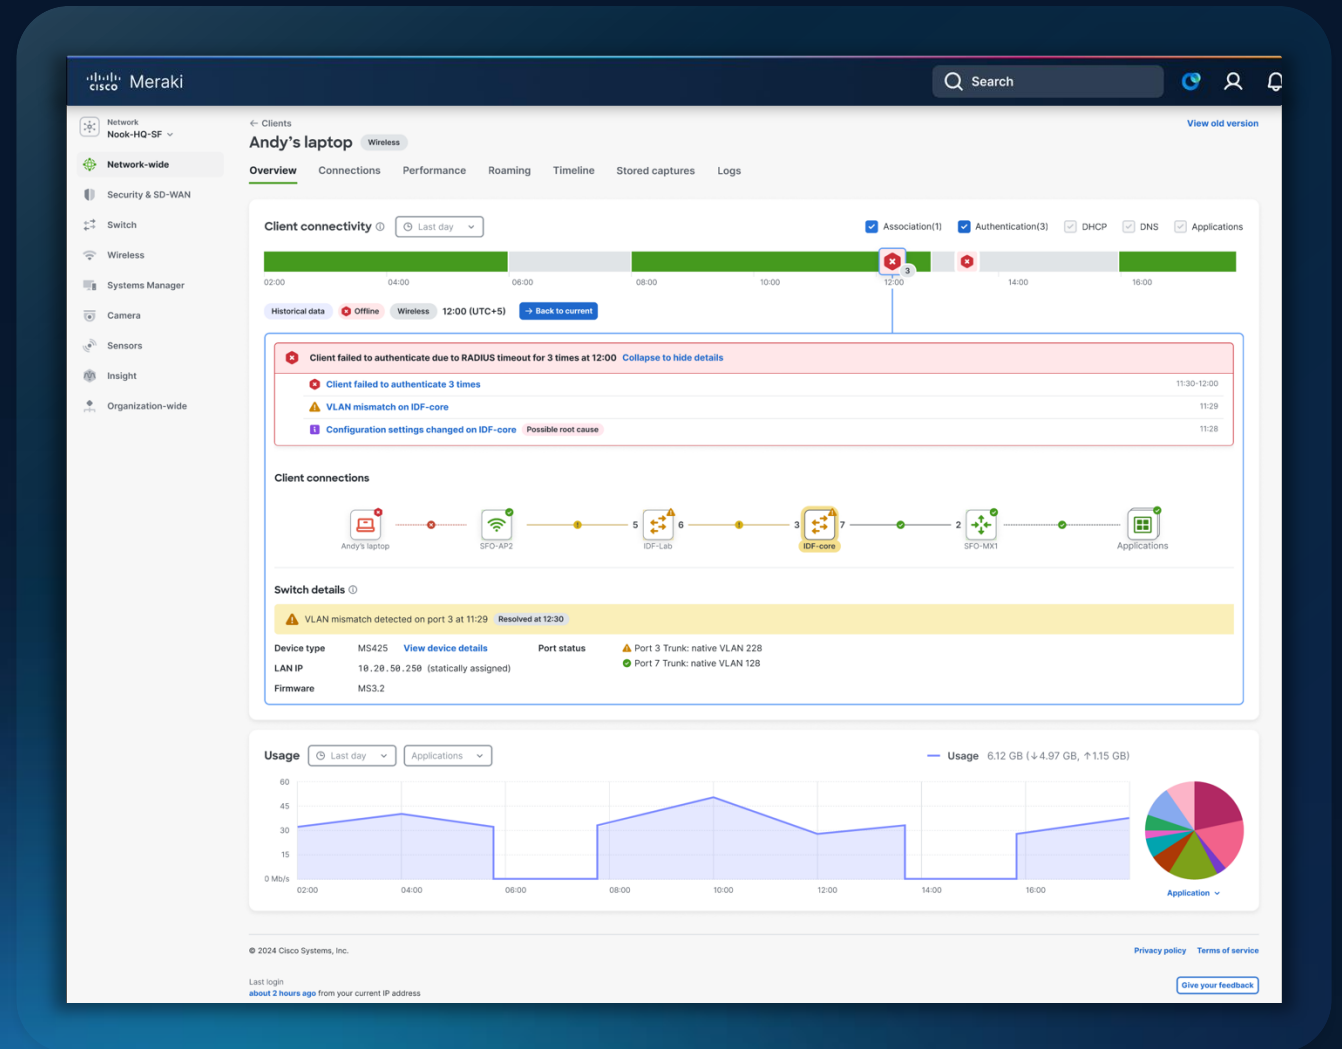 cisco Meraki
Search
Network
Nook-HQ-SF
Network-wide
Security & SD-WAN
Switch
Wireless
Systems Manager
Camera
Sensors
Insight
Organization-wide
← Clients
View old version
Andy's laptop Wireless
Overview Connections Performance Roaming Timeline Stored captures Logs
Client connectivity Last day Association(1) Authentication(3) DHCP DNS Applications
3
02:00 04:00 06:00 08:00 10:00 12:00 14:00 16:00
Historical data Offline Wireless 12:00 (UTC+5) → Back to current
Client failed to authenticate due to RADIUS timeout for 3 times at 12:00 Collapse to hide details
Client failed to authenticate 3 times 11:30-12:00
VLAN mismatch on IDF-core 11:29
Configuration settings changed on IDF-core Possible root cause 11:28
Client connections
5 6 3 7 2
Andy's laptop SFO-AP2 IDF-Lab IDF-core SFO-MX1 Applications
Switch details
VLAN mismatch detected on port 3 at 11:29 Resolved at 12:30
Device type MS425 View device details Port status Port 3 Trunk: native VLAN 228
Port 7 Trunk: native VLAN 128
LAN IP 10.20.50.250 (statically assigned)
Firmware MS3.2
Usage Last day Applications Usage 6.12 GB (↓4.97 GB, ↑1.15 GB)
60
45
30
15
0 Mb/s
02:00 04:00 06:00 08:00 10:00 12:00 14:00 16:00
Application
© 2024 Cisco Systems, Inc. Privacy policy Terms of service
Last login
about 2 hours ago from your current IP address
Give your feedback